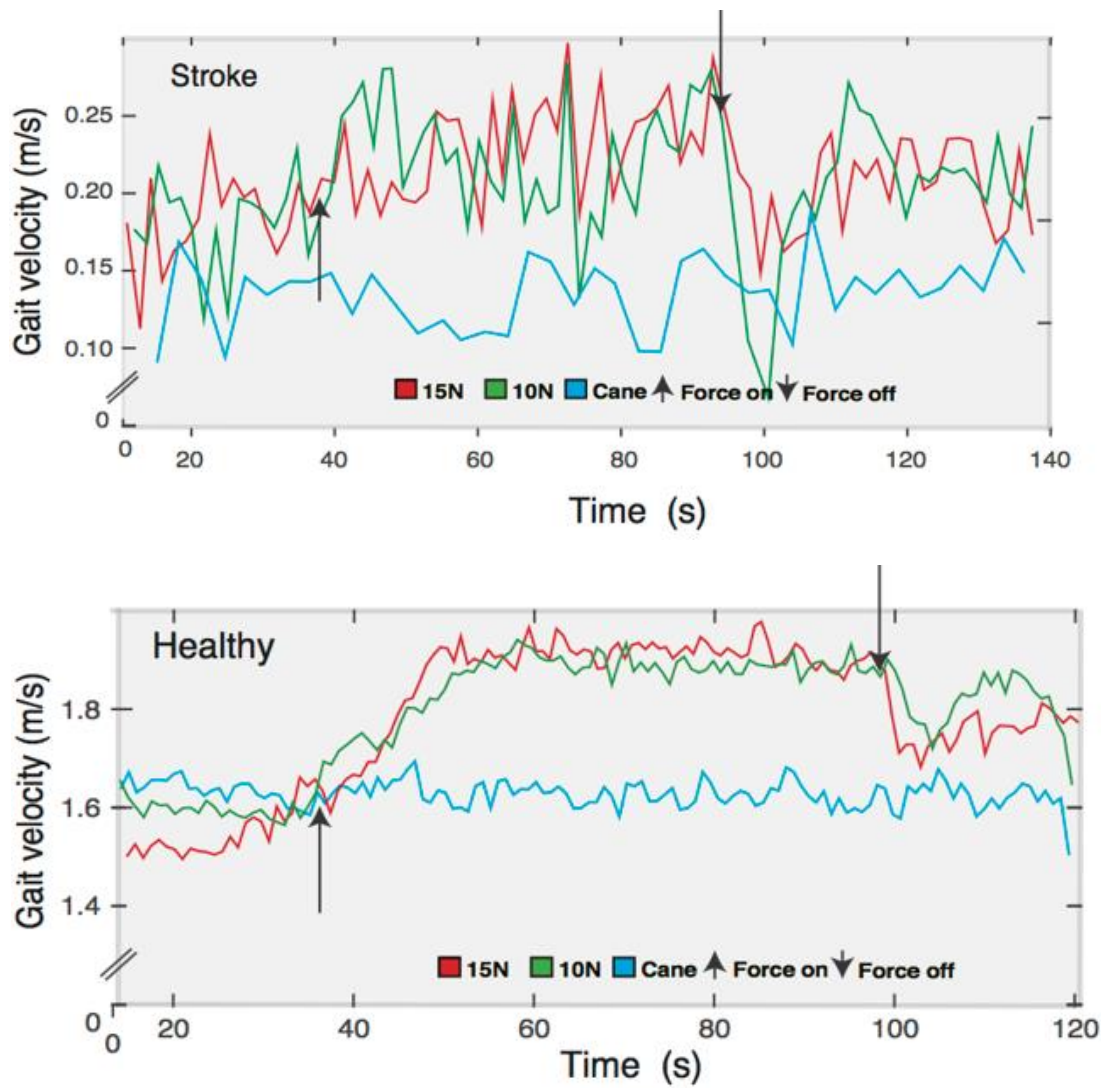 Stroke
Gait velocity (m/s)
0.25
0.20
0.15
0.10
0
15N 10N Cane Force on Force off
0 20 40 60 80 100 120 140
Time (s)
Healthy
Gait velocity (m/s)
1.8
1.6
1.4
15N 10N Cane Force on Force off
0
0 20 40 60 80 100 120
Time (s)